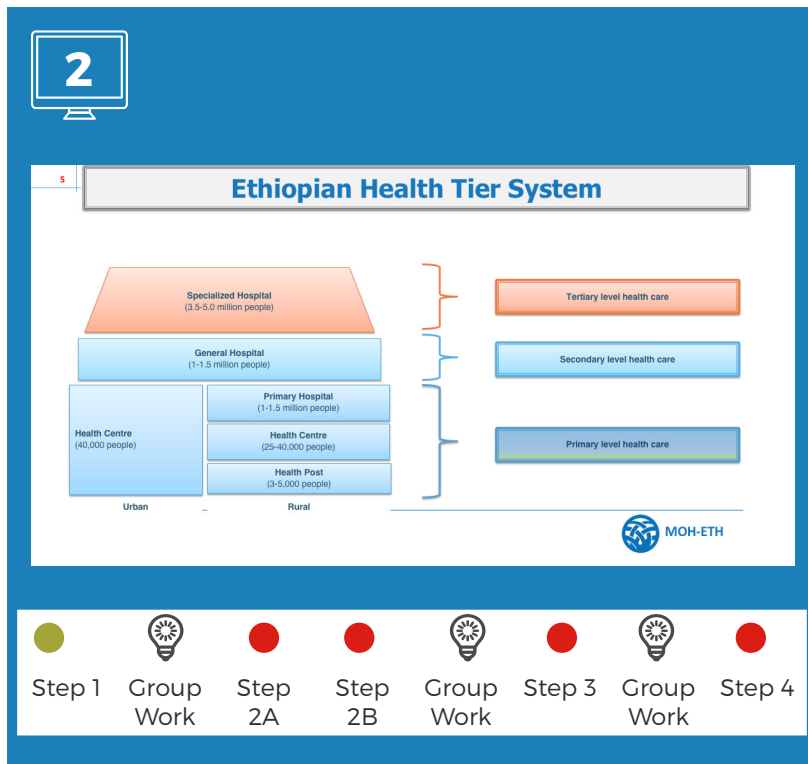 2
5
Ethiopian Health Tier System
Specialized Hospital
(3.5-5.0 million people)
Tertiary level health care
General Hospital
(1-1.5 million people)
Secondary level health care
Health Centre
(40,000 people)
Primary Hospital
(1-1.5 million people)
Health Centre
(25-40,000 people)
Health Post
(3-5,000 people)
Primary level health care
Urban
Rural
MOH-ETH
Step 1
Group
Work
Step
2A
Step
2B
Group
Work
Step 3
Group
Work
Step 4